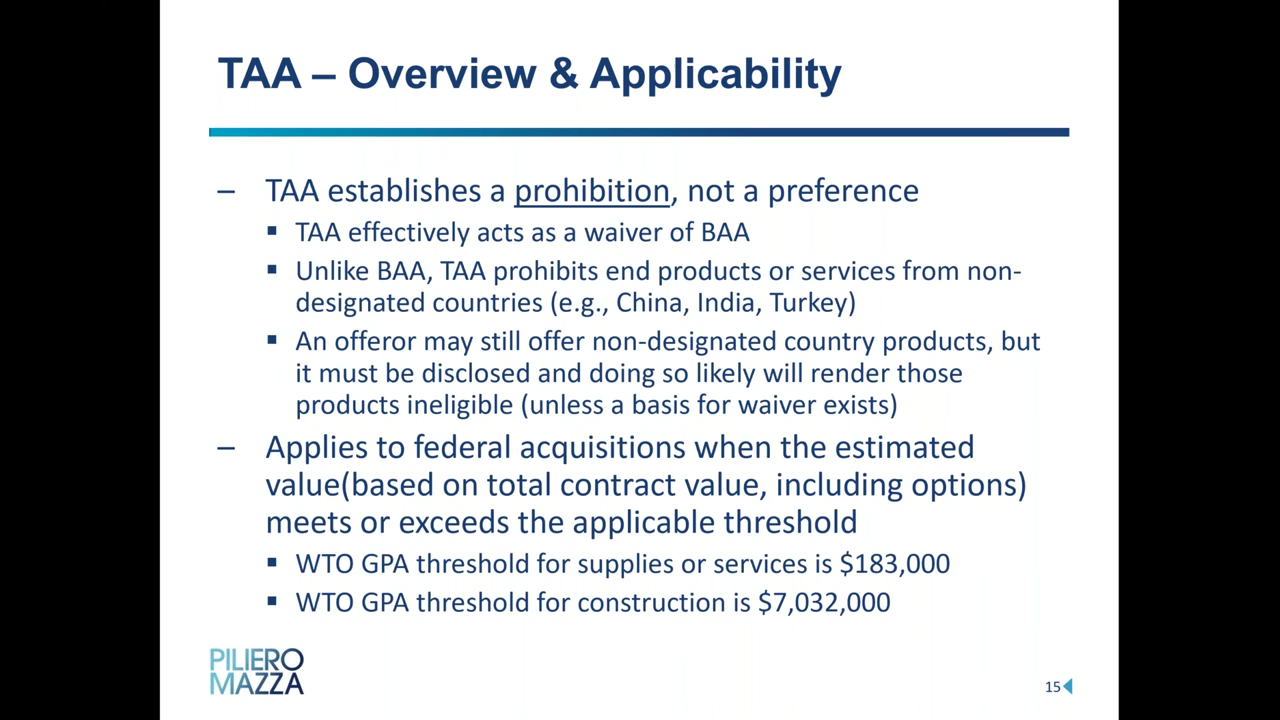 TAA – Overview & Applicability
– TAA establishes a prohibition, not a preference
▪ TAA effectively acts as a waiver of BAA
▪ Unlike BAA, TAA prohibits end products or services from non-
designated countries (e.g., China, India, Turkey)
▪ An offeror may still offer non-designated country products, but
it must be disclosed and doing so likely will render those
products ineligible (unless a basis for waiver exists)
– Applies to federal acquisitions when the estimated
value(based on total contract value, including options)
meets or exceeds the applicable threshold
▪ WTO GPA threshold for supplies or services is $183,000
▪ WTO GPA threshold for construction is $7,032,000
PILIERO
MAZZA
15